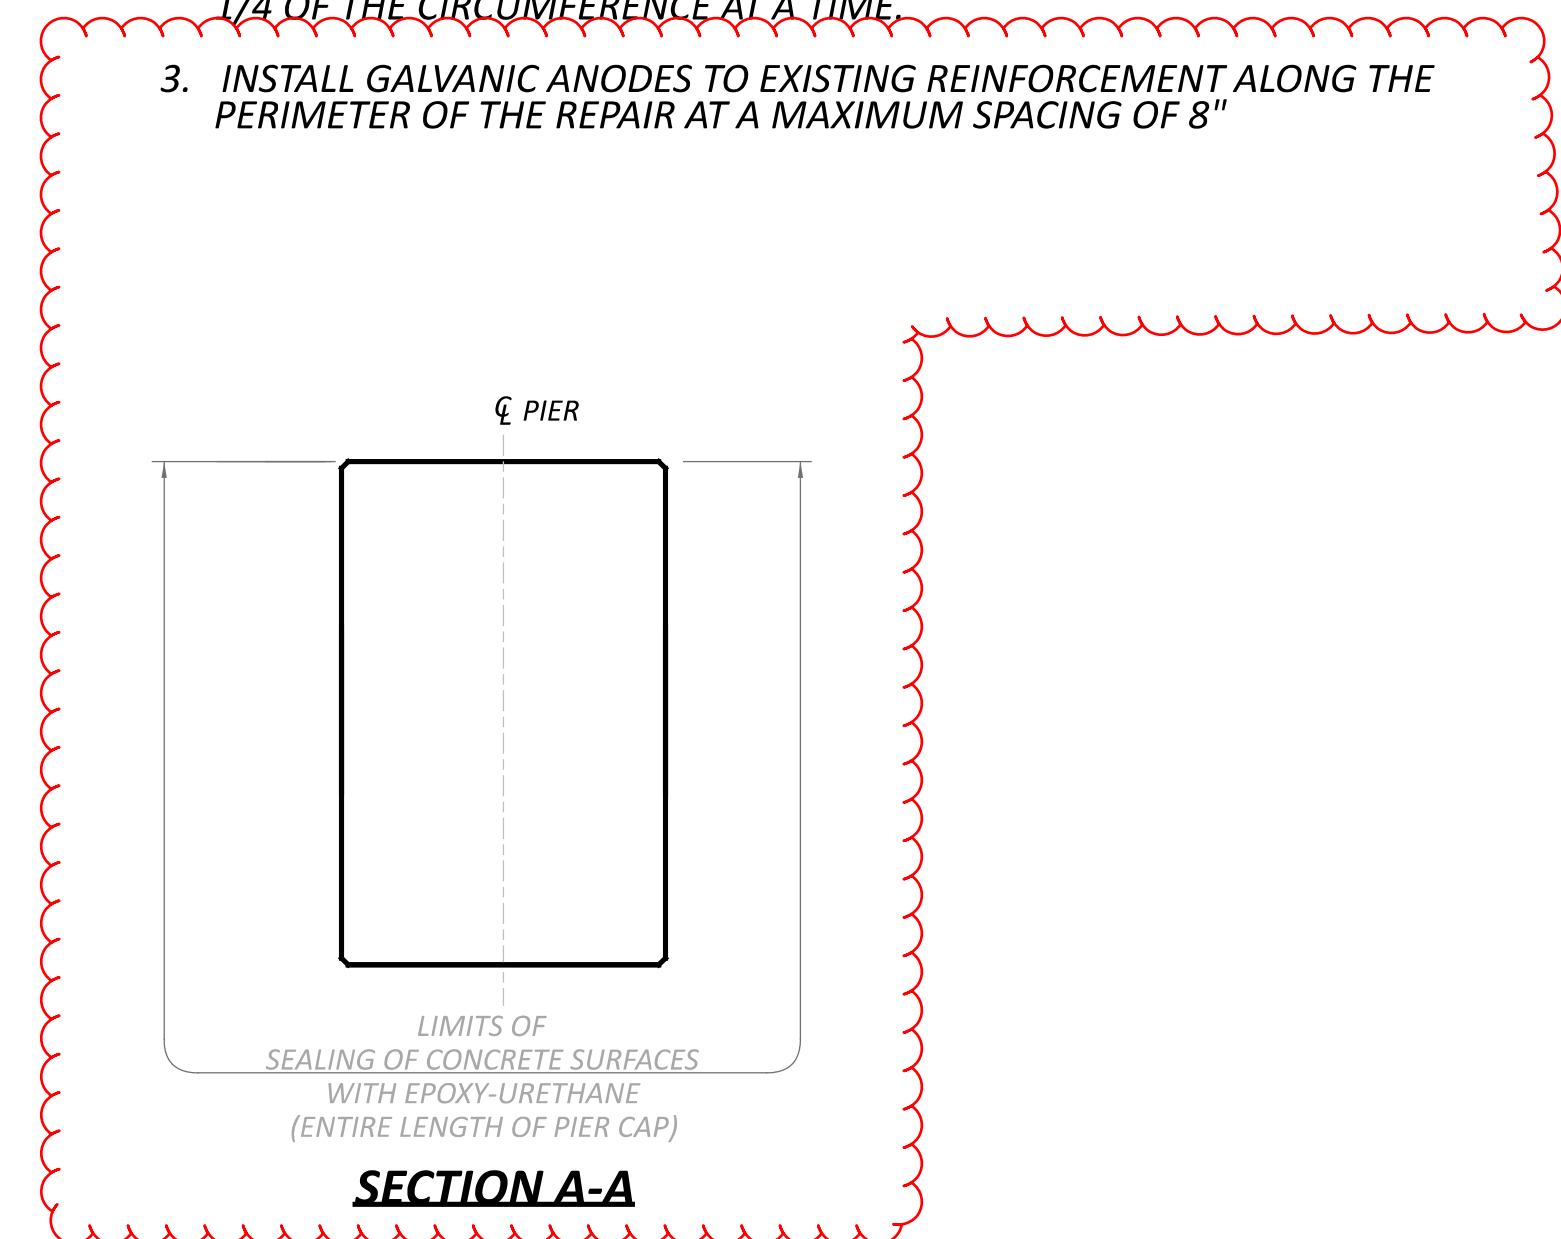 1/4 OF THE CIRCUMFERENCE AT A TIME.
3. INSTALL GALVANIC ANODES TO EXISTING REINFORCEMENT ALONG THE
PERIMETER OF THE REPAIR AT A MAXIMUM SPACING OF 8"
℄ PIER
LIMITS OF
SEALING OF CONCRETE SURFACES
WITH EPOXY-URETHANE
(ENTIRE LENGTH OF PIER CAP)
SECTION A-A